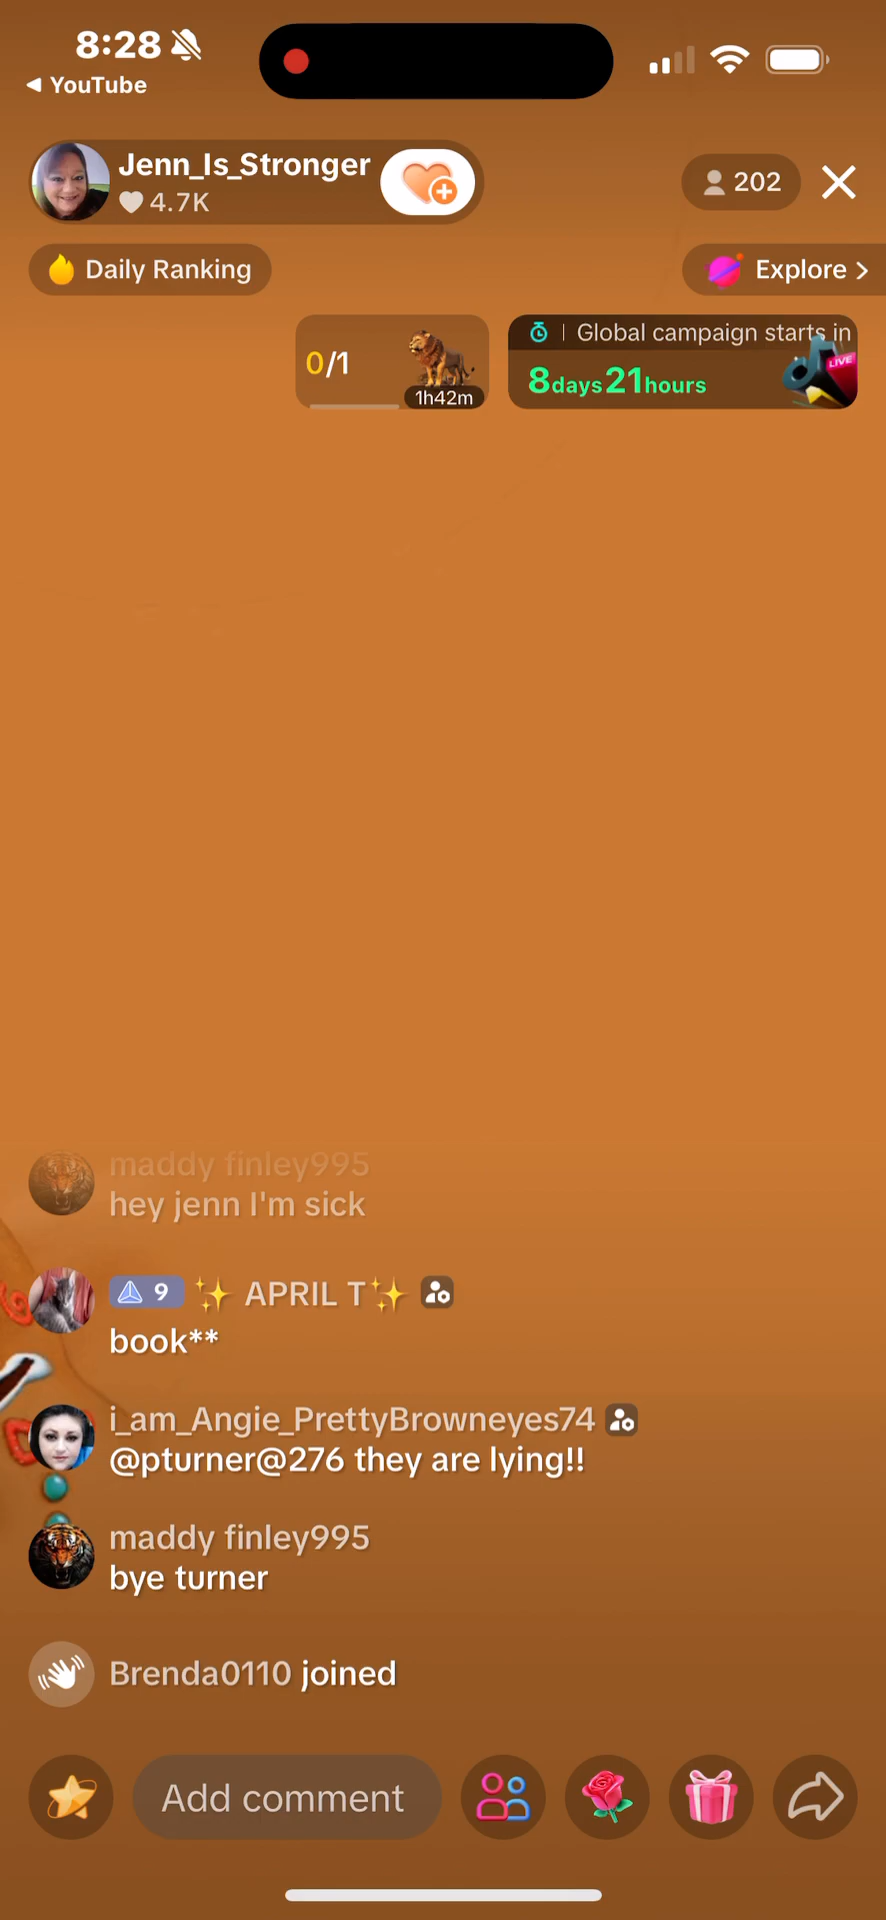 8:28
◀ YouTube
Jenn_Is_Stronger
4.7K
202
Daily Ranking
Explore >
0/1
1h42m
Global campaign starts in
8days21hours
LIVE
maddy finley995
hey jenn I'm sick
9 ✨ APRIL T✨
book**
i_am_Angie_PrettyBrowneyes74
@pturner@276 they are lying!!
maddy finley995
bye turner
Brenda0110 joined
Add comment